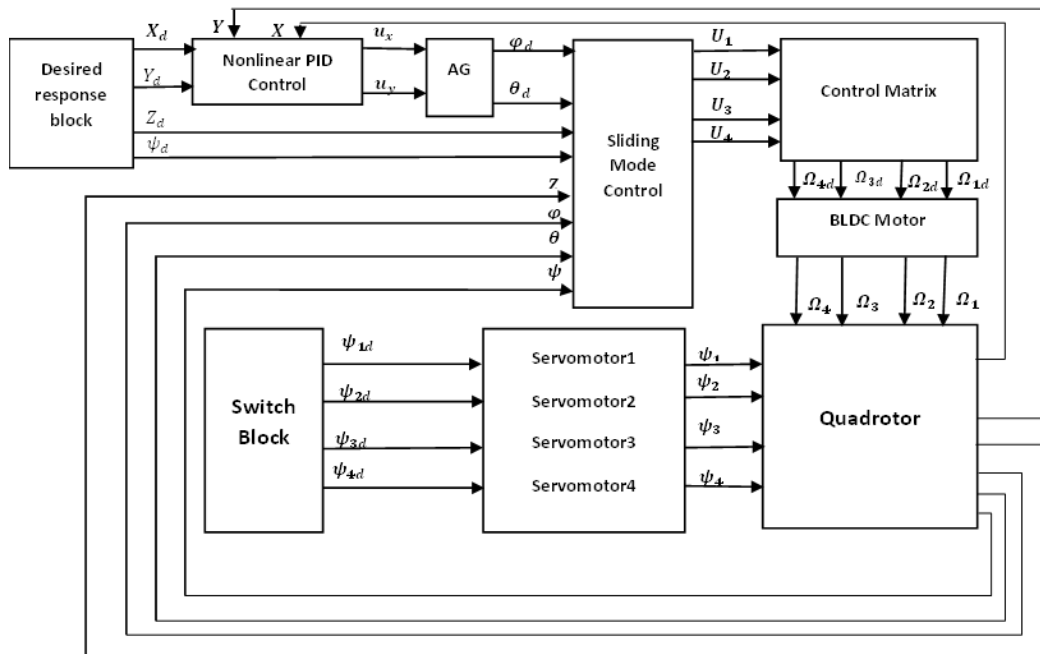 Y
X
Desired
response
block
X_d
Y_d
Z_d
ψ_d
Nonlinear PID
Control
u_x
u_y
AG
φ_d
θ_d
Z
φ
θ
ψ
Sliding
Mode
Control
U_1
U_2
U_3
U_4
Control Matrix
Ω_4d
Ω_3d
Ω_2d
Ω_1d
BLDC Motor
Ω_4
Ω_3
Ω_2
Ω_1
Switch
Block
ψ_1d
ψ_2d
ψ_3d
ψ_4d
Servomotor1
Servomotor2
Servomotor3
Servomotor4
ψ_1
ψ_2
ψ_3
ψ_4
Quadrotor